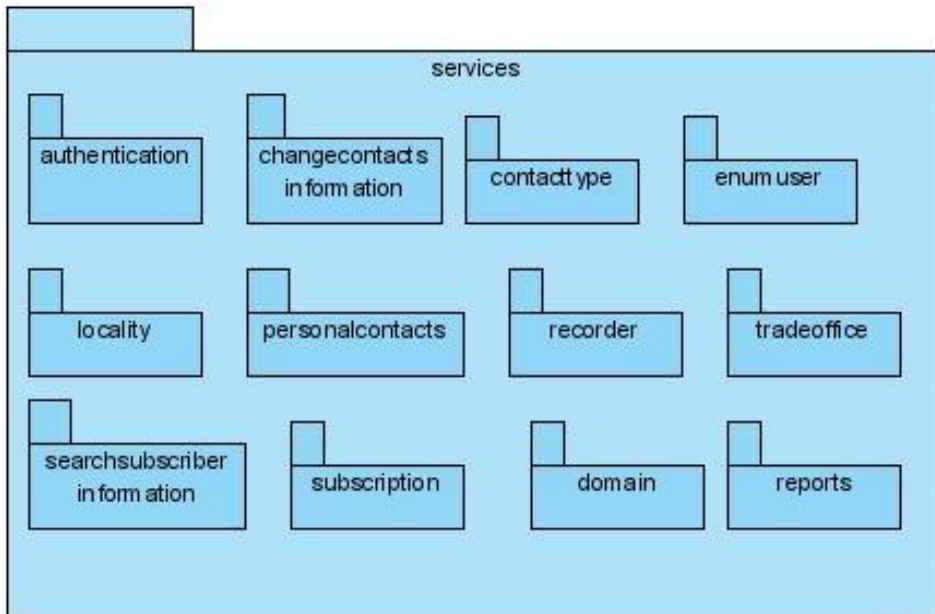 services
authentication
changecontacts
information
contacttype
enumuser
locality
personalcontacts
recorder
tradeoffice
searchsubscriber
information
subscription
domain
reports